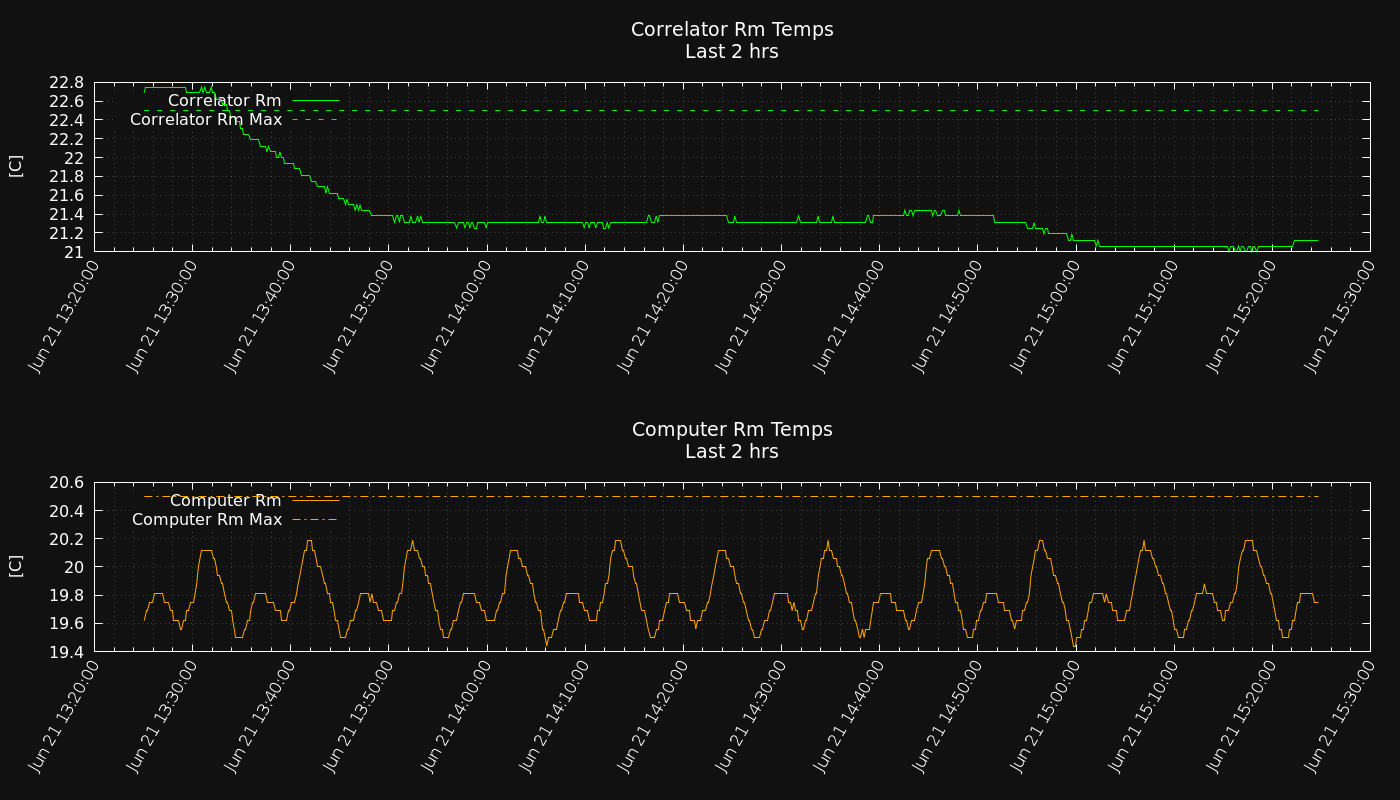 Correlator Rm Temps
Last 2 hrs
22.8
22.6
22.4
22.2
22
21.8
21.6
21.4
21.2
21
[C]
Correlator Rm
Correlator Rm Max
Jun 21 13:20:00
Jun 21 13:30:00
Jun 21 13:40:00
Jun 21 13:50:00
Jun 21 14:00:00
Jun 21 14:10:00
Jun 21 14:20:00
Jun 21 14:30:00
Jun 21 14:40:00
Jun 21 14:50:00
Jun 21 15:00:00
Jun 21 15:10:00
Jun 21 15:20:00
Jun 21 15:30:00
Computer Rm Temps
Last 2 hrs
20.6
20.4
20.2
20
19.8
19.6
19.4
[C]
Computer Rm
Computer Rm Max
Jun 21 13:20:00
Jun 21 13:30:00
Jun 21 13:40:00
Jun 21 13:50:00
Jun 21 14:00:00
Jun 21 14:10:00
Jun 21 14:20:00
Jun 21 14:30:00
Jun 21 14:40:00
Jun 21 14:50:00
Jun 21 15:00:00
Jun 21 15:10:00
Jun 21 15:20:00
Jun 21 15:30:00